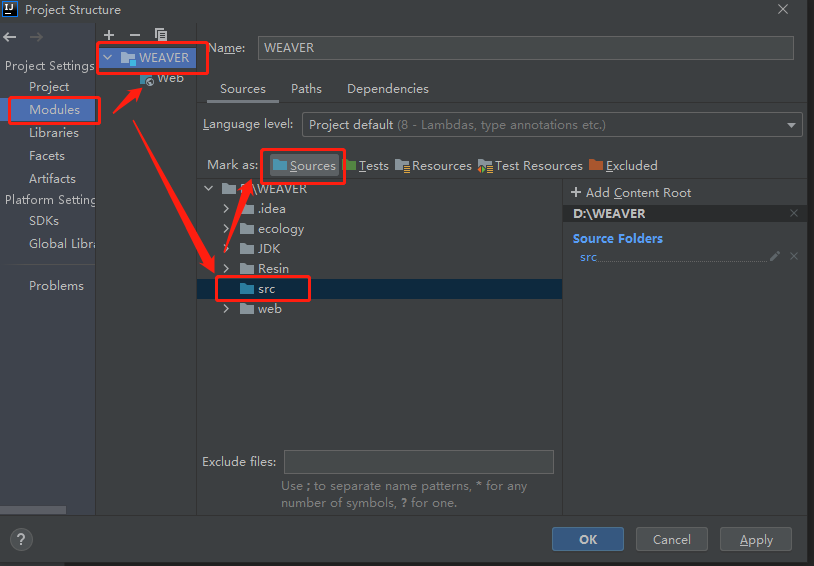 IJ Project Structure
Project Settings
Project
Modules
Libraries
Facets
Artifacts
Platform Setting
SDKs
Global Libra
Problems
WEAVER
Web
Name: WEAVER
Sources Paths Dependencies
Language level: Project default (8 - Lambdas, type annotations etc.)
Mark as: Sources Tests Resources Test Resources Excluded
\WEAVER
.idea
ecology
JDK
Resin
src
web
+ Add Content Root
D:\WEAVER
Source Folders
src
Exclude files:
Use ; to separate name patterns, * for any
number of symbols, ? for one.
?
OK Cancel Apply